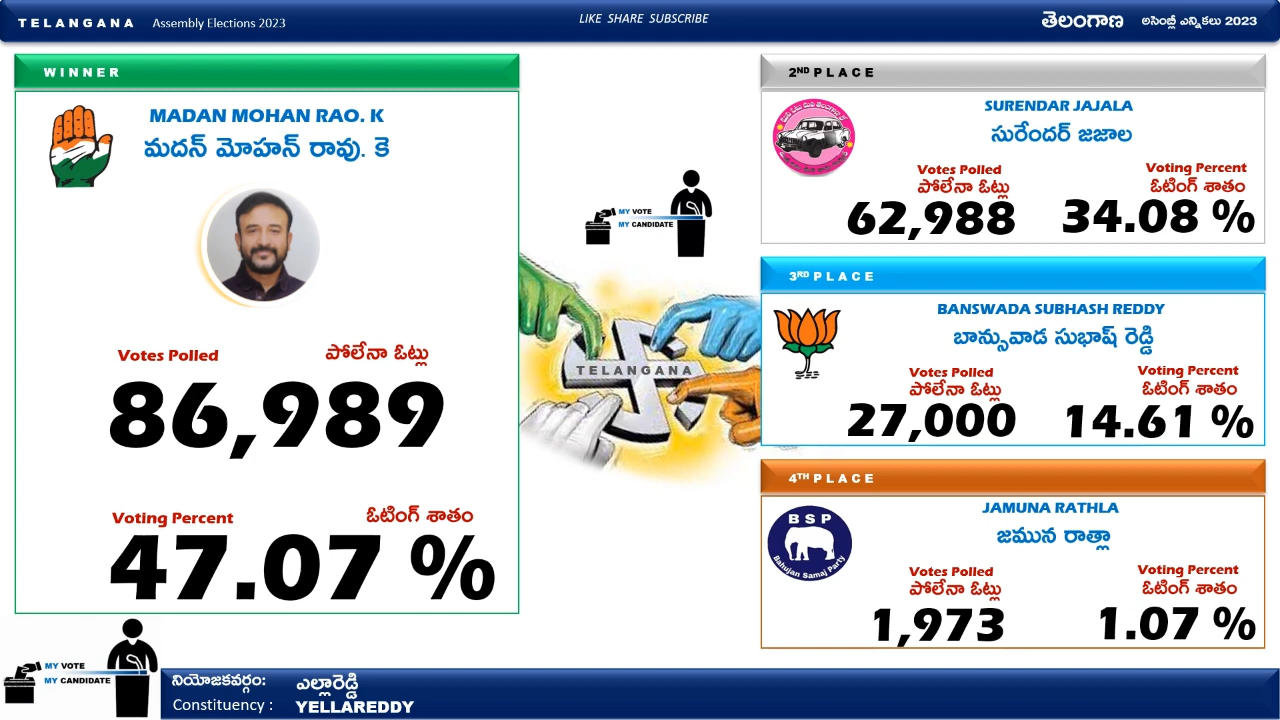 TELANGANA Assembly Elections 2023
LIKE SHARE SUBSCRIBE
తెలంగాణ అసెంబ్లీ ఎన్నికలు 2023
WINNER
MADAN MOHAN RAO. K
మదన్ మోహన్ రావు. కె
Votes Polled పోలేనా ఓట్లు
86,989
Voting Percent ఓటింగ్ శాతం
47.07 %
MY VOTE
MY CANDIDATE
TELANGANA
2ND PLACE
SURENDAR JAJALA
సురేందర్ జజాల
Votes Polled Voting Percent
పోలేనా ఓట్లు ఓటింగ్ శాతం
62,988 34.08 %
3RD PLACE
BANSWADA SUBHASH REDDY
బాన్సువాడ సుభాష్ రెడ్డి
Votes Polled Voting Percent
పోలేనా ఓట్లు ఓటింగ్ శాతం
27,000 14.61 %
4TH PLACE
BSP
Bahujan Samaj Party
JAMUNA RATHLA
జమున రాత్లా
Votes Polled Voting Percent
పోలేనా ఓట్లు ఓటింగ్ శాతం
1,973 1.07 %
MY VOTE
MY CANDIDATE
నియోజకవర్గం: ఎల్లారెడ్డి
Constituency : YELLAREDDY